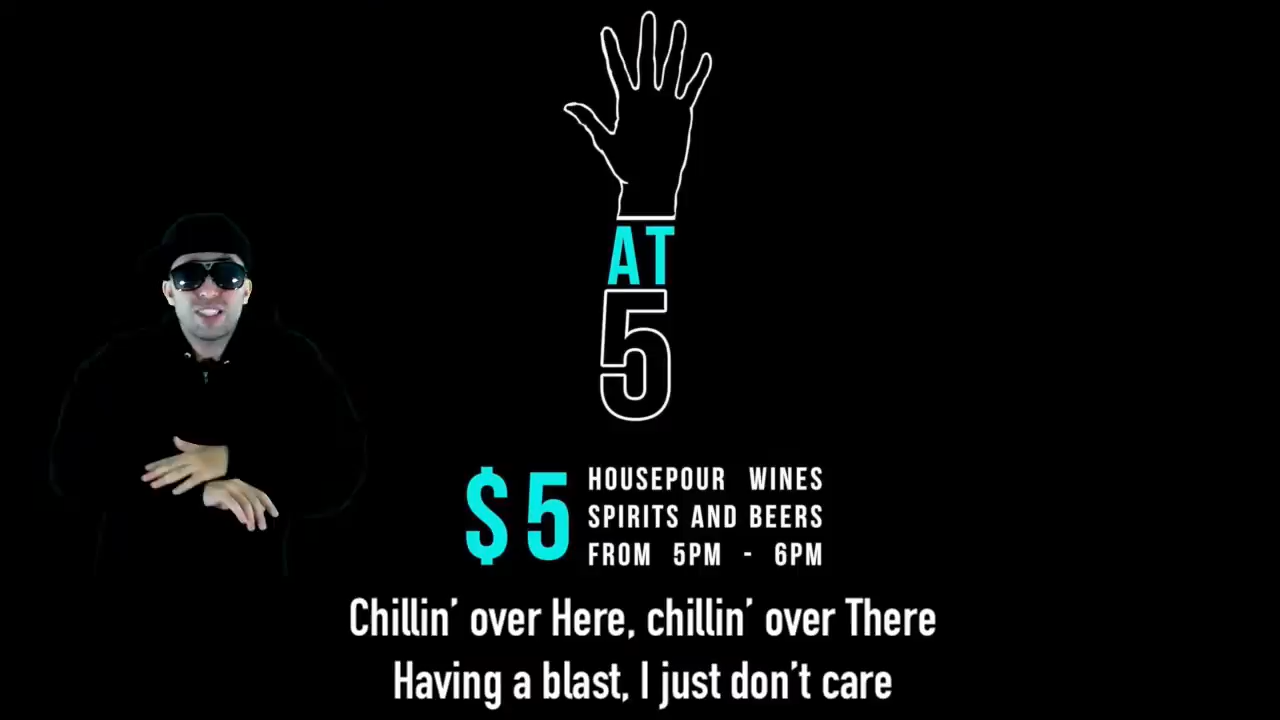 AT
5
$5
HOUSEPOUR WINES
SPIRITS AND BEERS
FROM 5PM - 6PM
Chillin' over Here, chillin' over There
Having a blast, I just don't care